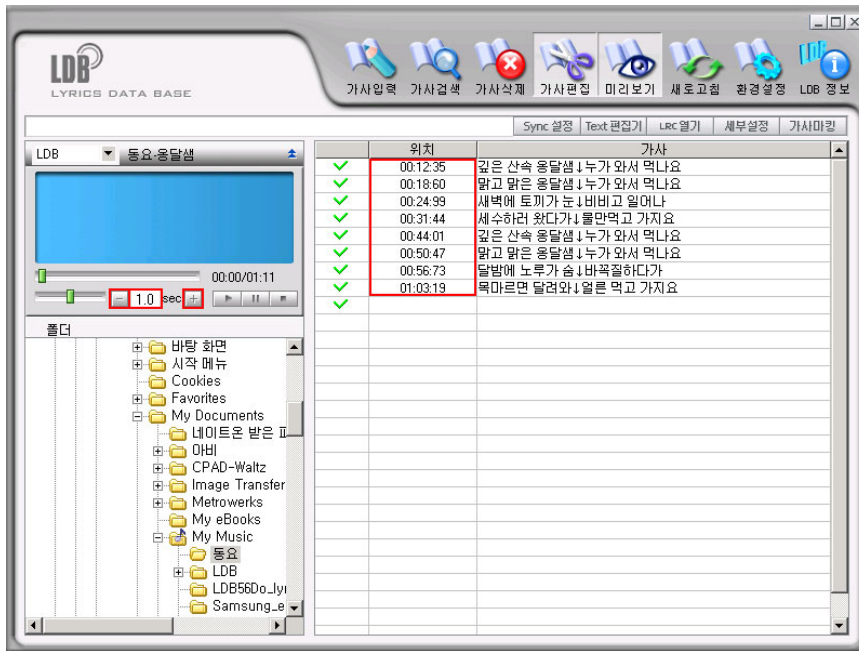 LDB
LYRICS DATA BASE
가사입력 가사검색 가사삭제 가사편집 미리보기 새로고침 환경설정 LDB 정보
Sync 설정 Text 편집기 LRC 열기 세부설정 가사마킹
LDB 동요-옹달샘
00:00/01:11
1.0 sec
폴더
바탕 화면
시작 메뉴
Cookies
Favorites
My Documents
네이트온 받은 파
아비
CPAD-Waltz
Image Transfer
Metrowerks
My eBooks
My Music
동요
LDB
LDB56Do_lyr
Samsung_e
위치 가사
00:12:35 깊은 산속 옹달샘↓누가 와서 먹나요
00:18:60 맑고 맑은 옹달샘↓누가 와서 먹나요
00:24:99 새벽에 토끼가 눈↓비비고 일어나
00:31:44 세수하러 왔다가↓물만먹고 가지요
00:44:01 깊은 산속 옹달샘↓누가 와서 먹나요
00:50:47 맑고 맑은 옹달샘↓누가 와서 먹나요
00:56:73 달밤에 노루가 숨↓바꼭질하다가
01:03:19 목마르면 달려와↓얼른 먹고 가지요